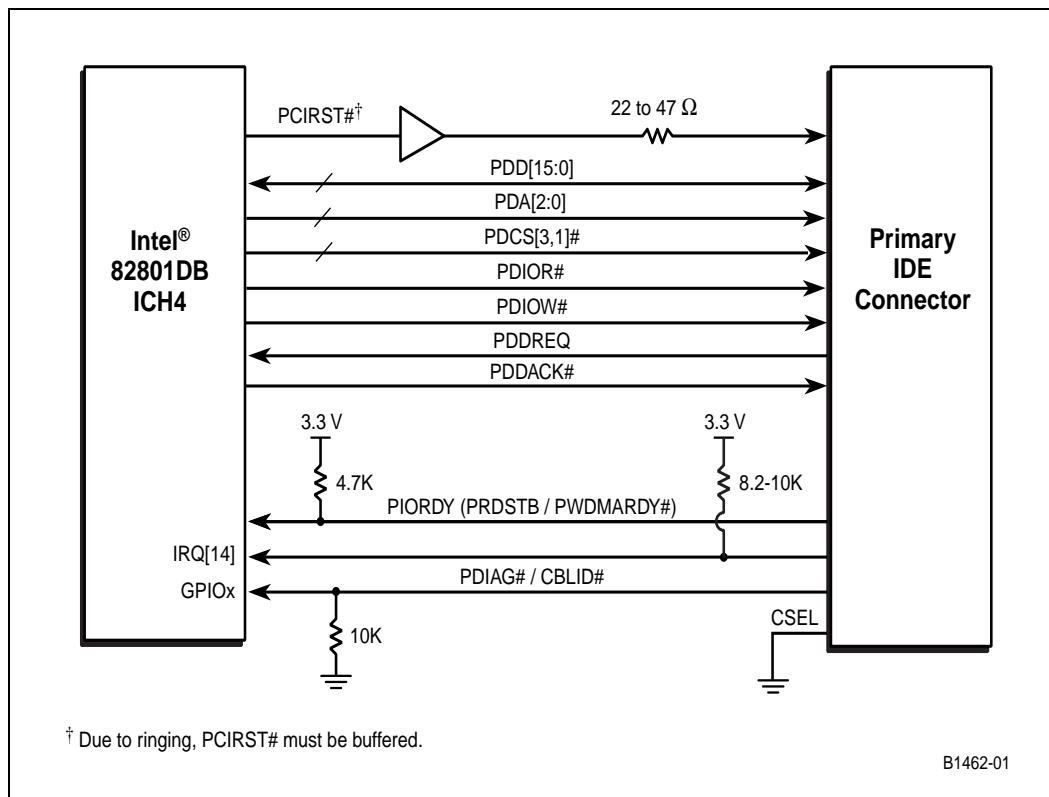 PCIRST#†
22 to 47 Ω
PDD[15:0]
PDA[2:0]
PDCS[3,1]#
PDIOR#
PDIOW#
PDDREQ
PDDACK#
Intel®
82801DB
ICH4
Primary
IDE
Connector
3.3 V
3.3 V
4.7K
8.2-10K
PIORDY (PRDSTB / PWDMARDY#)
IRQ[14]
PDIAG# / CBLID#
GPIOx
CSEL
10K
† Due to ringing, PCIRST# must be buffered.
B1462-01